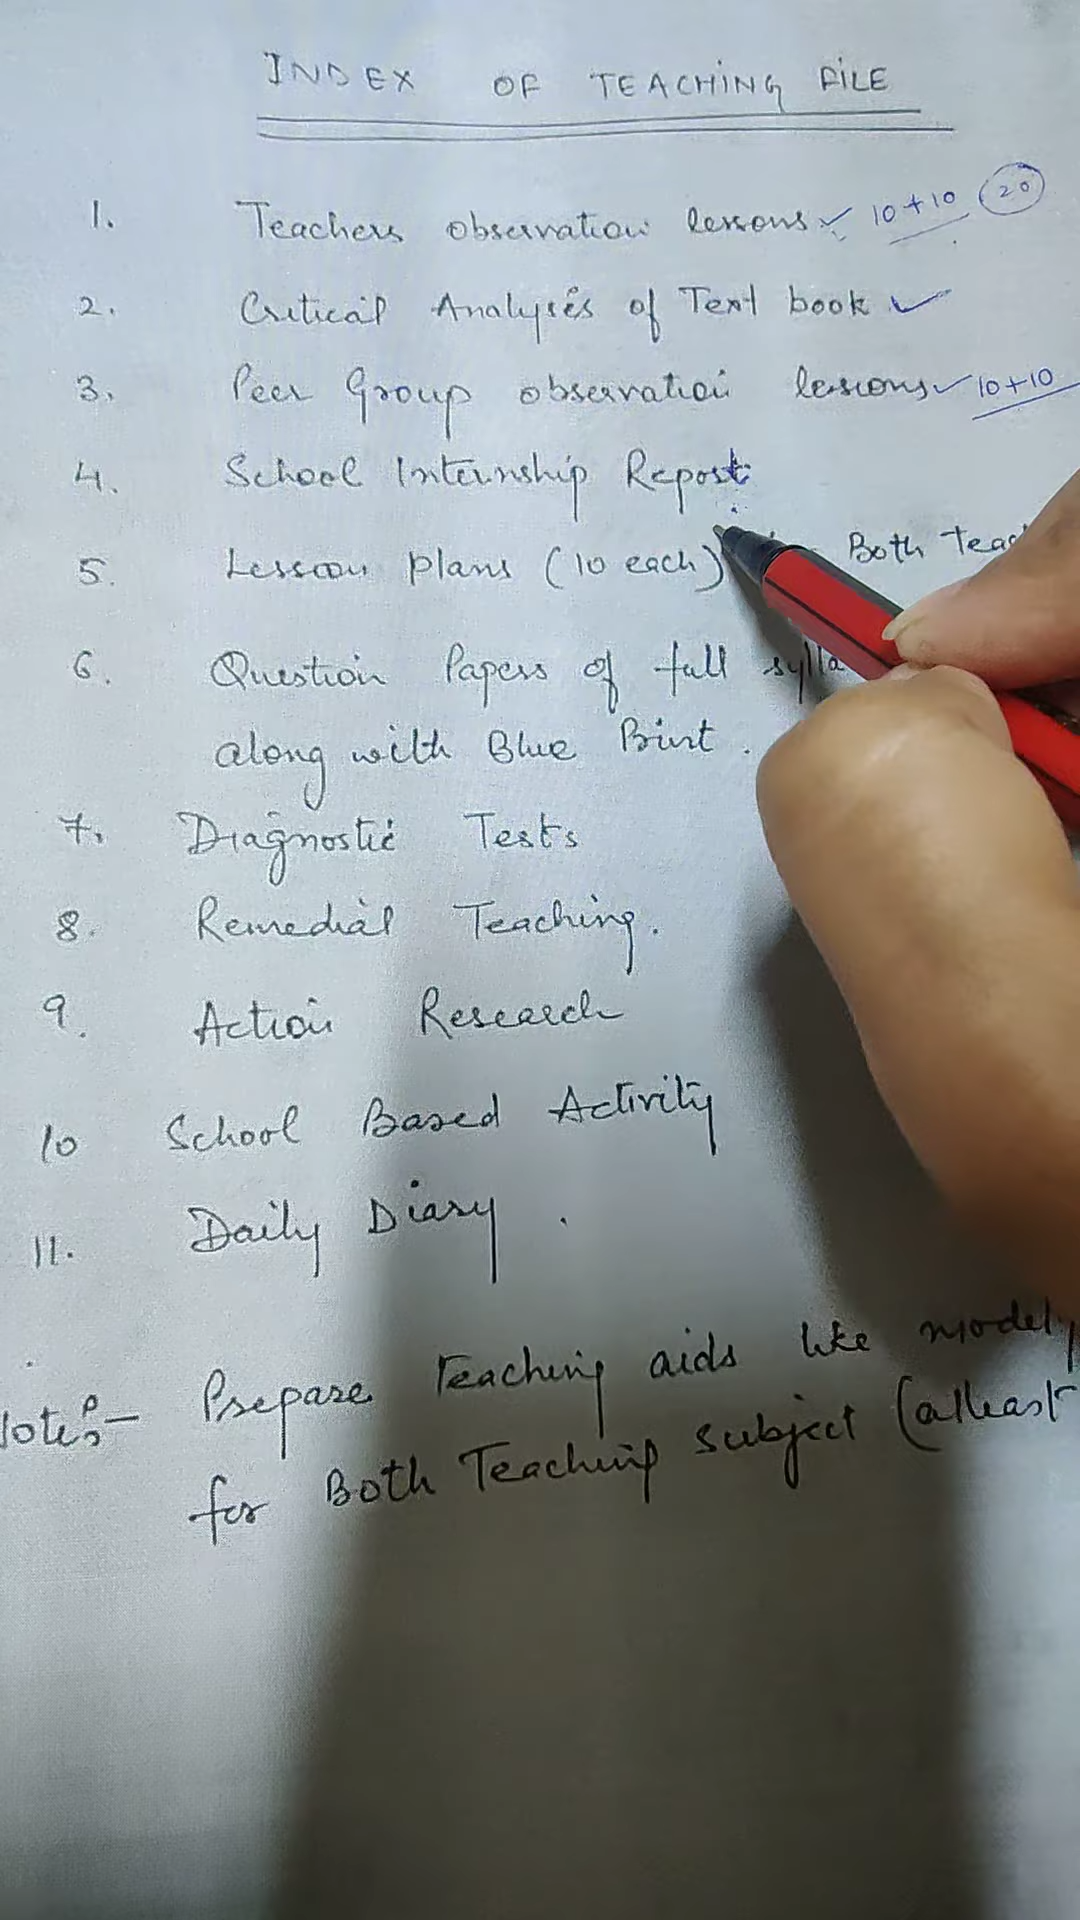 INDEX OF TEACHING FILE
1. Teachers observation lessons ✓ 10+10 20
2. Critical Analysis of Text book ✓
3. Peer Group observation lessons ✓ 10+10
4. School Internship Report
5. Lesson plans (10 each) Both
6. Question Papers of full
along with Blue Print.
7. Diagnostic Tests
8. Remedial Teaching.
9. Action Research
10 School Based Activity
11. Daily Diary.
Prepare Teaching aids like model,
for Both Teaching subject (atleast